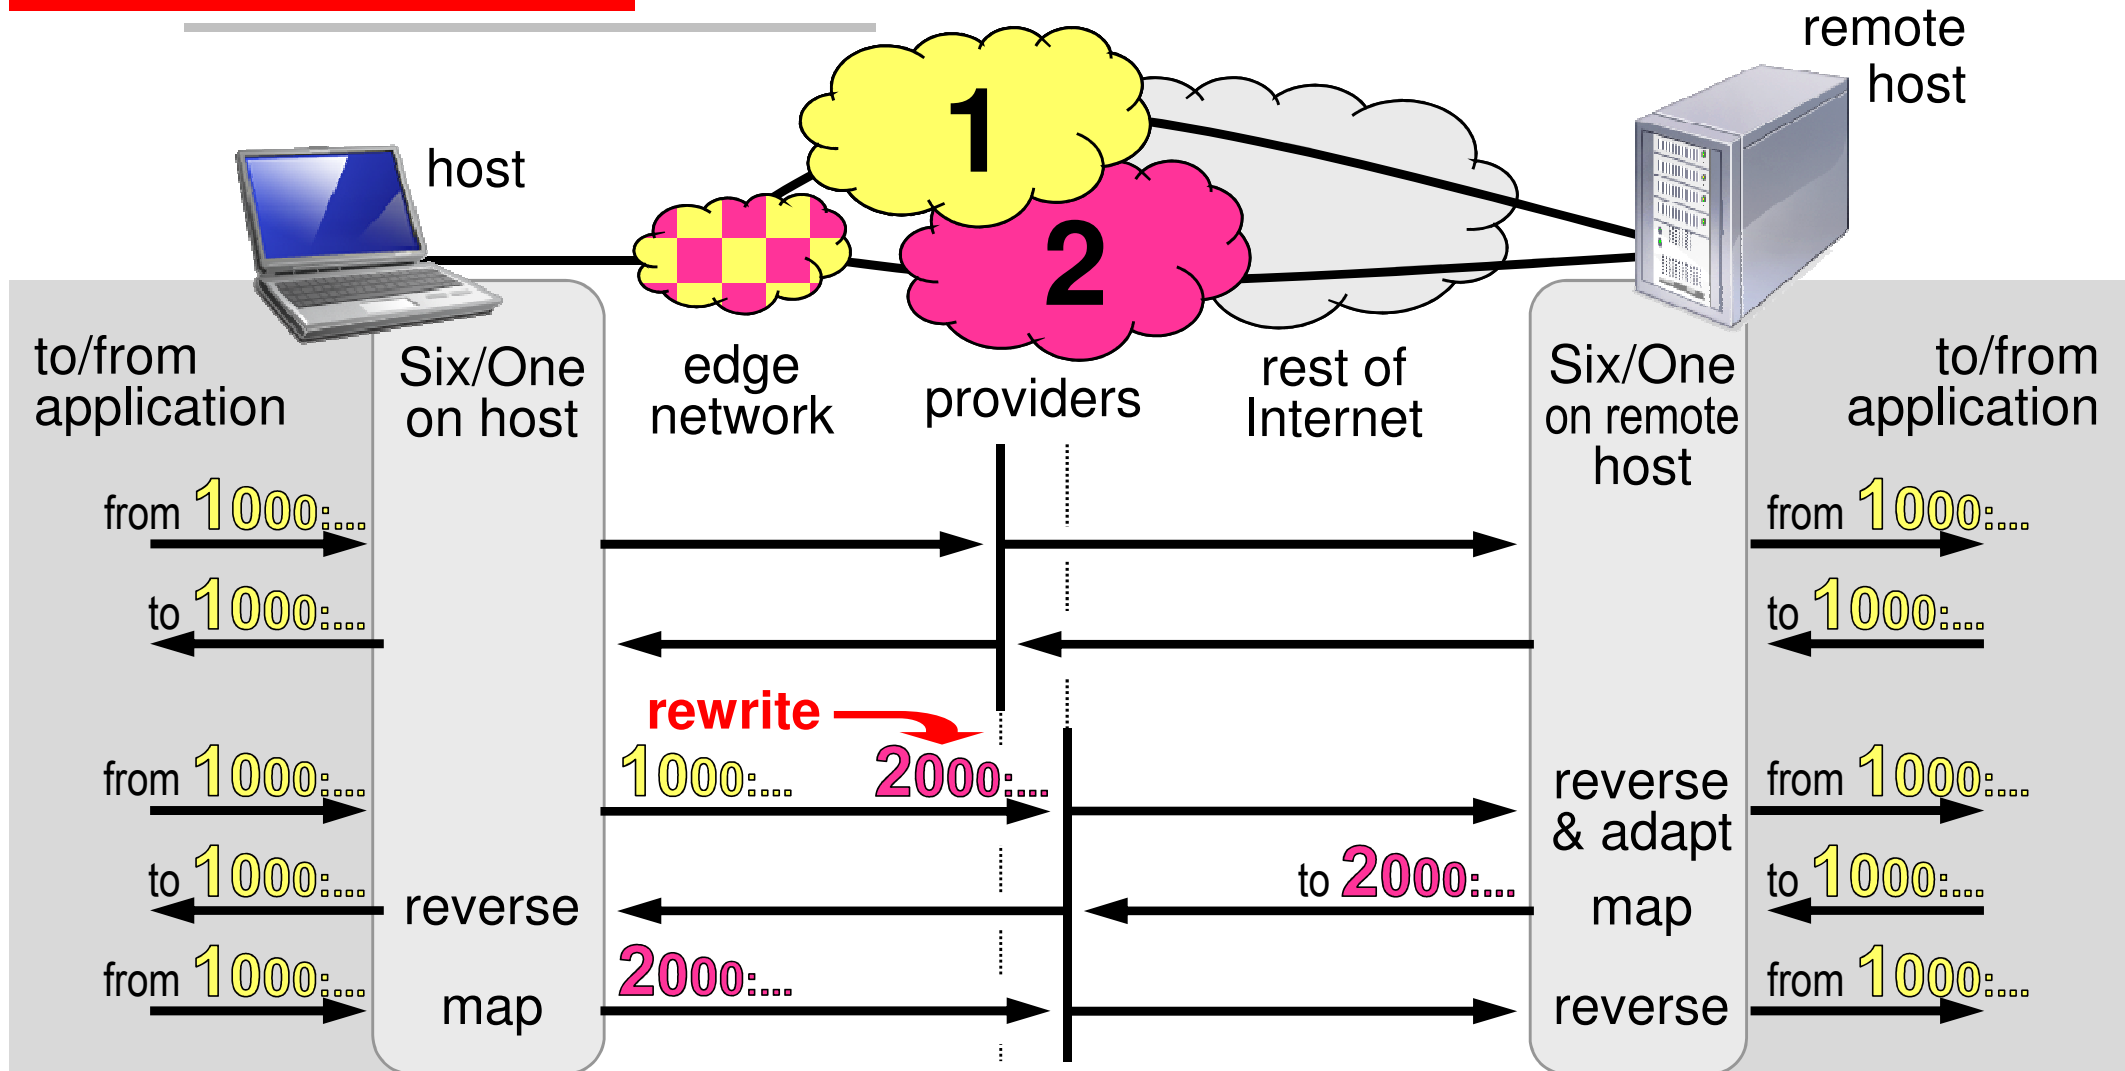 remote
host
1
host
2
to/from
application
Six/One
on host
edge
network
providers
rest of
Internet
Six/One
on remote
host
to/from
application
from 1000:...
from 1000:...
to 1000:...
to 1000:...
rewrite
from 1000:...
1000:...
2000:...
reverse
& adapt
from 1000:...
to 1000:...
reverse
to 2000:...
map
to 1000:...
from 1000:...
map
2000:...
reverse
from 1000:...